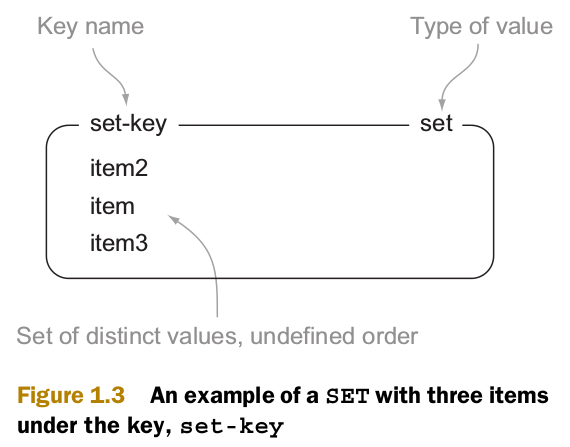 Key name Type of value
set-key set
item2
item
item3
Set of distinct values, undefined order
Figure 1.3 An example of a SET with three items
under the key, set-key